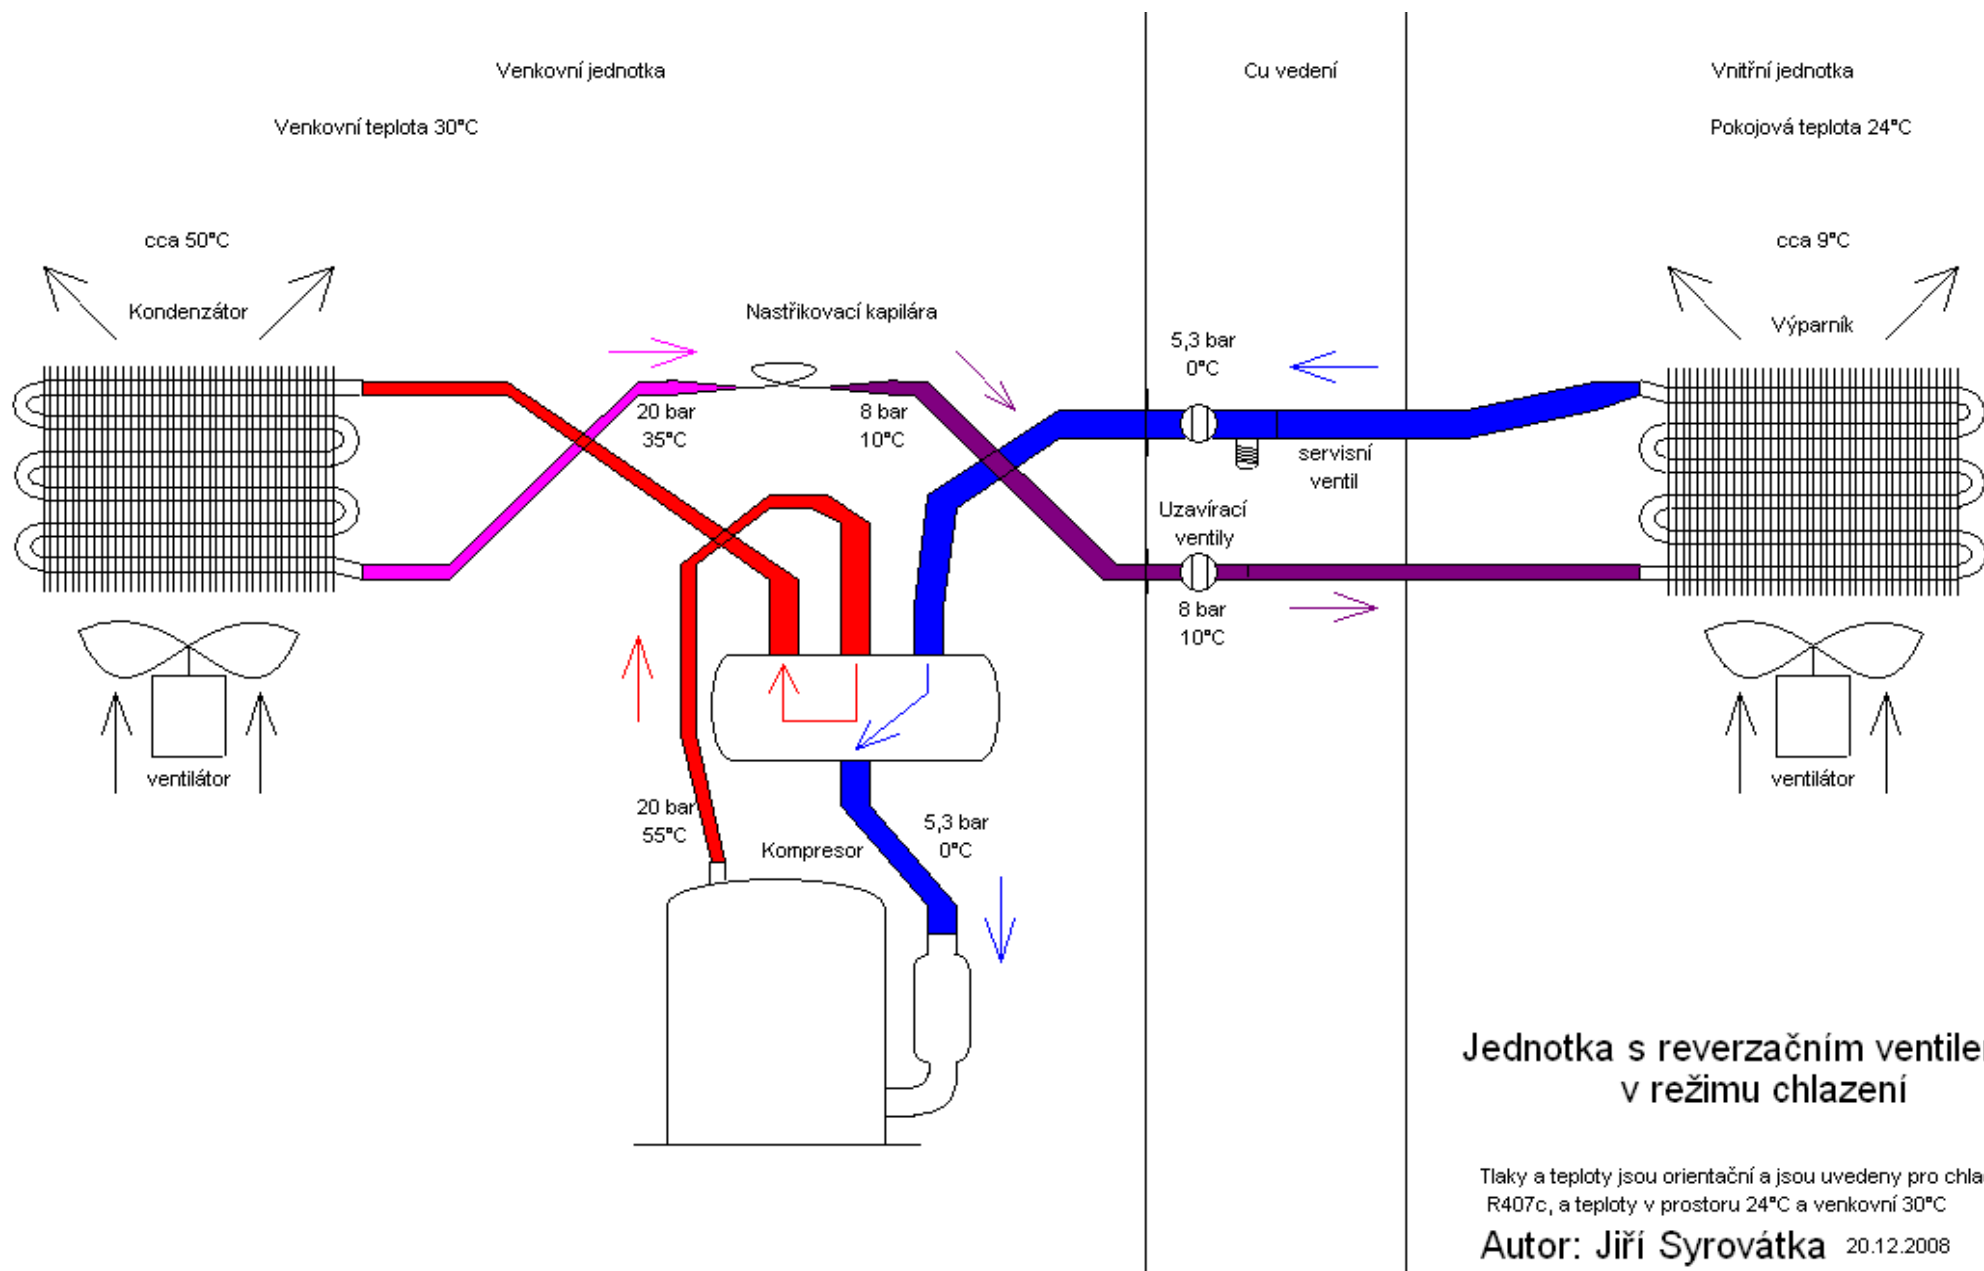 Venkovní jednotka
Cu vedení
Vnitřní jednotka
Venkovní teplota 30°C
Pokojová teplota 24°C
cca 50°C
cca 9°C
Kondenzátor
Nastřikovací kapilára
Výparník
5,3 bar
0°C
20 bar
35°C
8 bar
10°C
servisní
ventil
Uzavírací
ventily
8 bar
10°C
ventilátor
ventilátor
20 bar
55°C
Kompresor
5,3 bar
0°C
Jednotka s reverzačním
v režimu chlazení
Tlaky a teploty jsou orientační a jsou uvedeny pro
R407c, a teploty v prostoru 24°C a venkovní 30°C
Autor: Jiří Syrovátka 20.12.2008